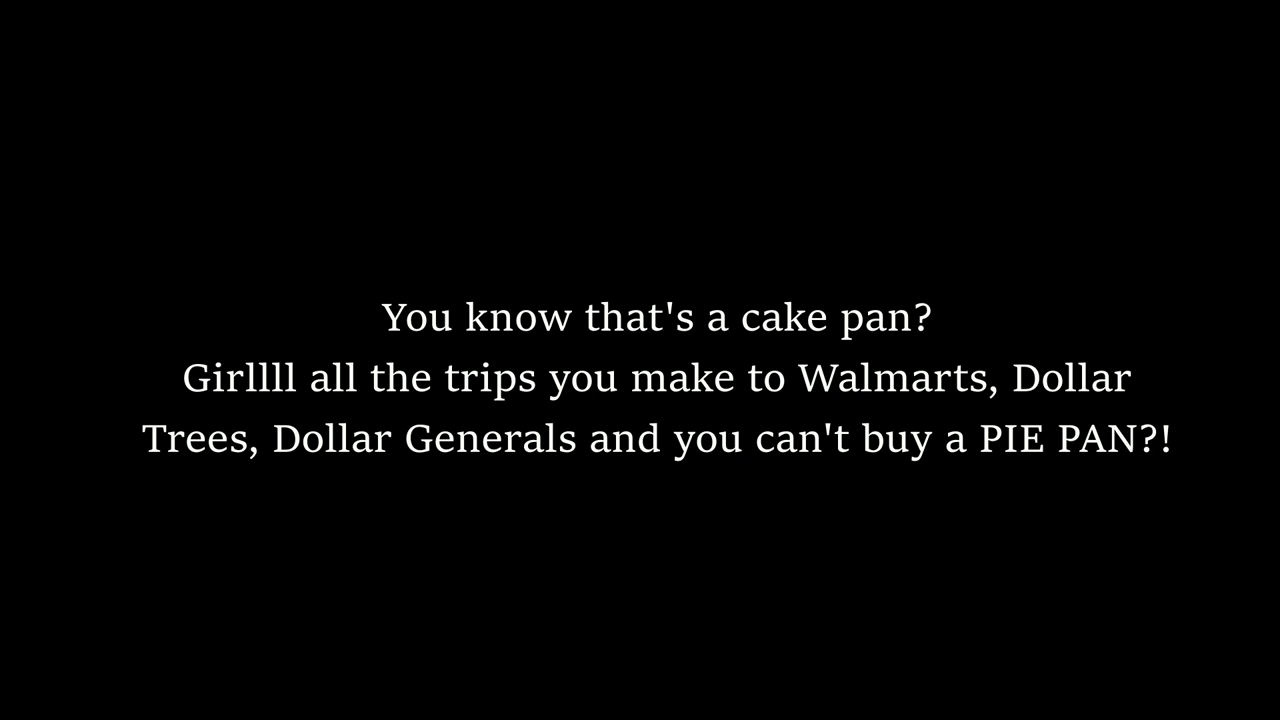 You know that's a cake pan?
Girllll all the trips you make to Walmarts, Dollar
Trees, Dollar Generals and you can't buy a PIE PAN?!